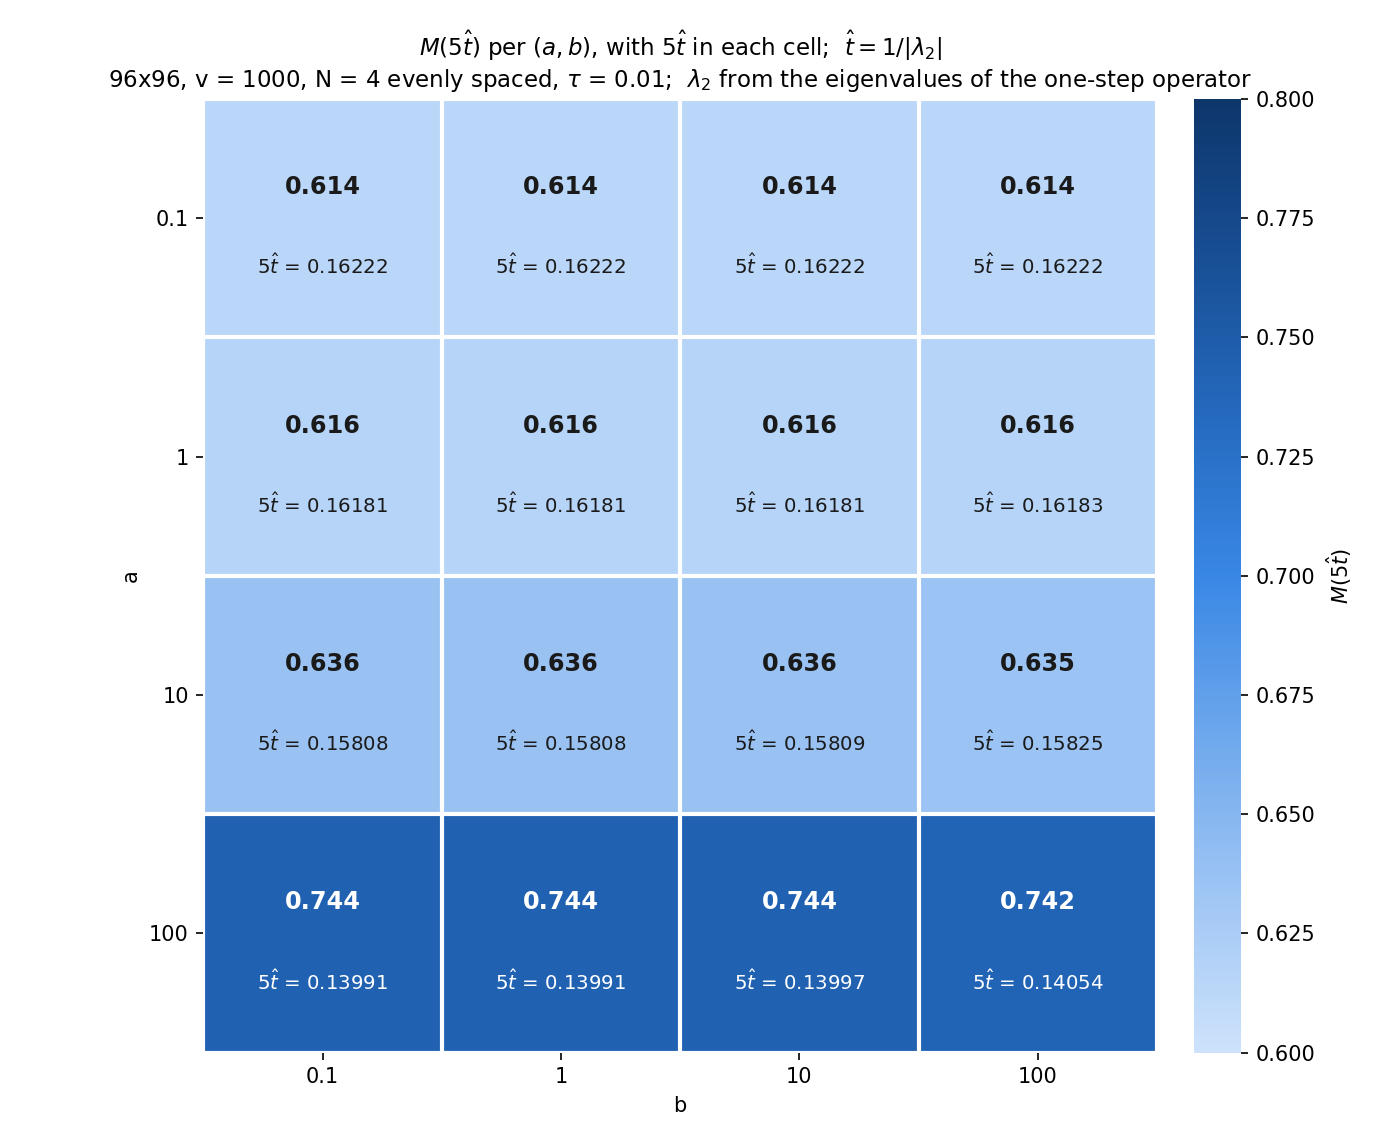 M(5t̂) per (a, b), with 5t̂ in each cell;  t̂ = 1/|λ₂|
96x96, v = 1000, N = 4 evenly spaced, τ = 0.01;  λ₂ from the eigenvalues of the one-step operator
0.614 0.614 0.614 0.614
0.1
5t̂ = 0.16222 5t̂ = 0.16222 5t̂ = 0.16222 5t̂ = 0.16222
0.616 0.616 0.616 0.616
1
5t̂ = 0.16181 5t̂ = 0.16181 5t̂ = 0.16181 5t̂ = 0.16183
a
0.636 0.636 0.636 0.635
10
5t̂ = 0.15808 5t̂ = 0.15808 5t̂ = 0.15809 5t̂ = 0.15825
0.744 0.744 0.744 0.742
100
5t̂ = 0.13991 5t̂ = 0.13991 5t̂ = 0.13997 5t̂ = 0.14054
0.1 1 10 100
b
0.800
0.775
0.750
0.725
0.700
0.675
0.650
0.625
0.600
M(5t̂)